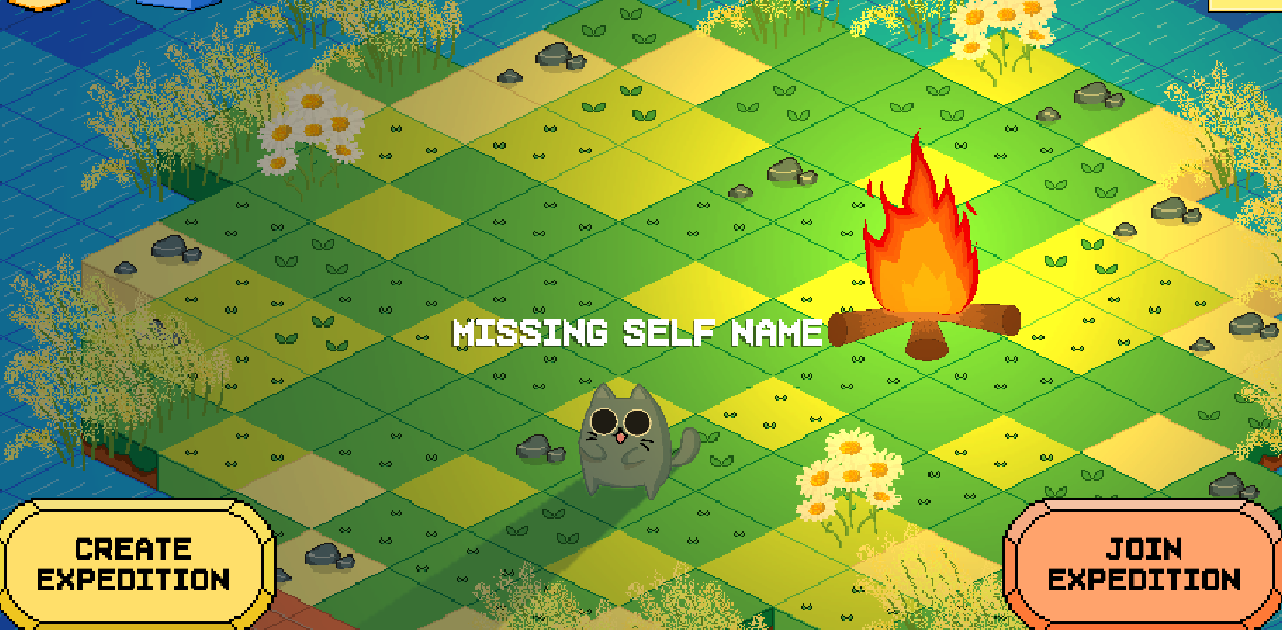 MISSING SELF NAME
CREATE
EXPEDITION
JOIN
EXPEDITION